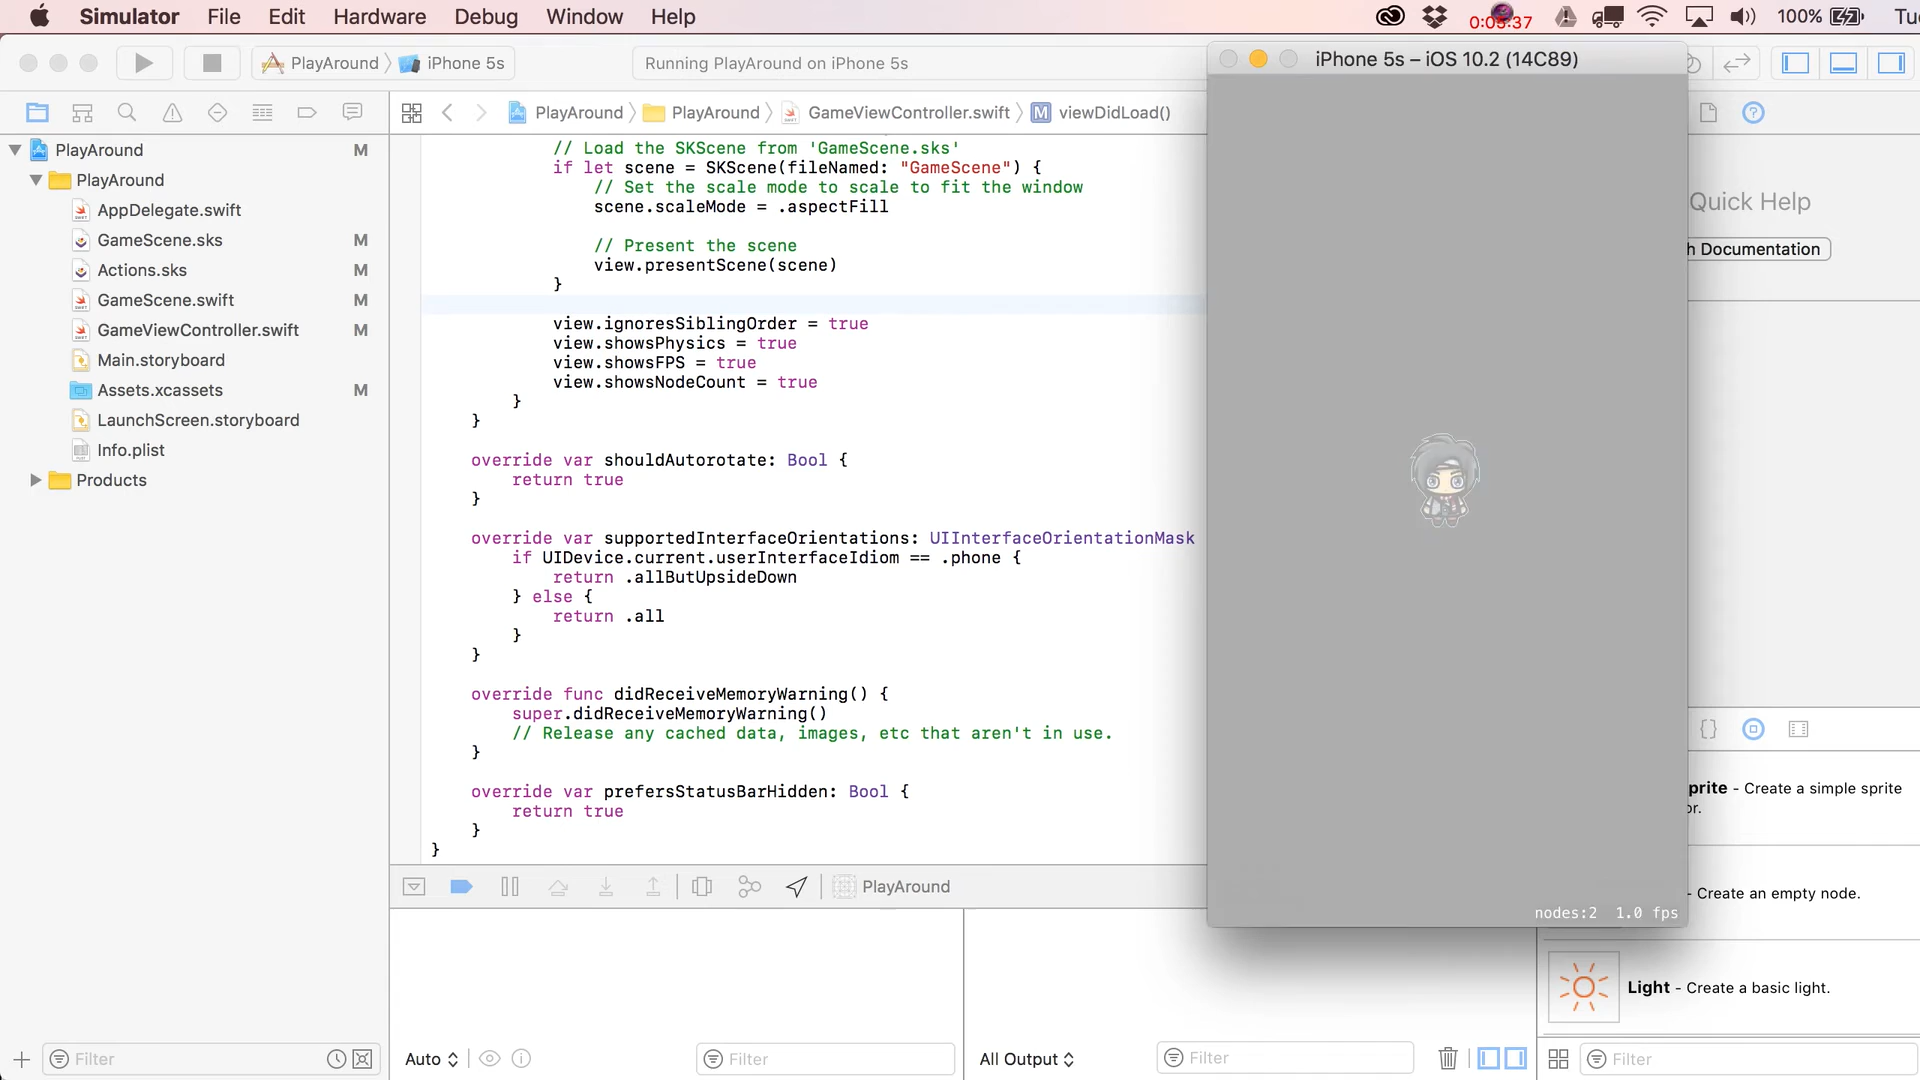 Simulator File Edit Hardware Debug Window Help
0:05:37
100%
PlayAround iPhone 5s
Running PlayAround on iPhone 5s
iPhone 5s – iOS 10.2 (14C89)
PlayAround PlayAround GameViewController.swift M viewDidLoad()
PlayAround M
PlayAround
AppDelegate.swift
GameScene.sks M
Actions.sks M
GameScene.swift M
GameViewController.swift M
Main.storyboard
Assets.xcassets M
LaunchScreen.storyboard
Info.plist
Products
// Load the SKScene from 'GameScene.sks'
if let scene = SKScene(fileNamed: "GameScene") {
// Set the scale mode to scale to fit the window
scene.scaleMode = .aspectFill
// Present the scene
view.presentScene(scene)
}
view.ignoresSiblingOrder = true
view.showsPhysics = true
view.showsFPS = true
view.showsNodeCount = true
}
}
override var shouldAutorotate: Bool {
return true
}
override var supportedInterfaceOrientations: UIInterfaceOrientationMask
if UIDevice.current.userInterfaceIdiom == .phone {
return .allButUpsideDown
} else {
return .all
}
}
override func didReceiveMemoryWarning() {
super.didReceiveMemoryWarning()
// Release any cached data, images, etc that aren't in use.
}
override var prefersStatusBarHidden: Bool {
return true
}
}
nodes:2 1.0 fps
Quick Help
h Documentation
{}
prite - Create a simple sprite
or.
- Create an empty node.
Light - Create a basic light.
PlayAround
Filter
Auto
Filter
All Output
Filter
Filter